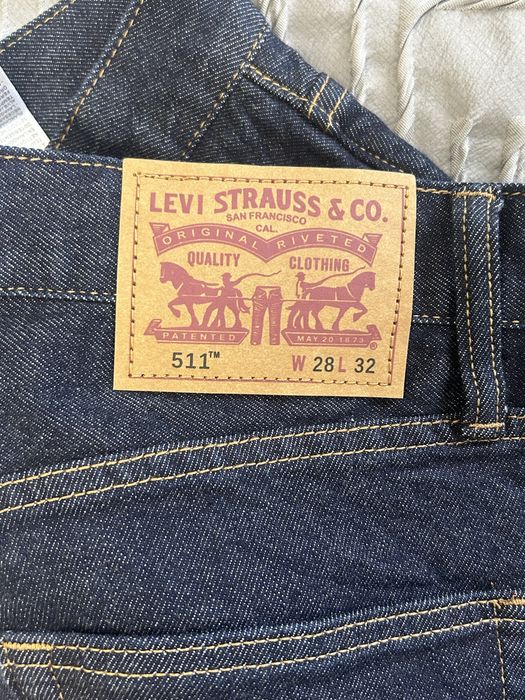 LEVI STRAUSS & CO.
SAN FRANCISCO
CAL.
ORIGINAL RIVETED
QUALITY CLOTHING
PATENTED MAY 20 1873 ®
511™ W 28 L 32